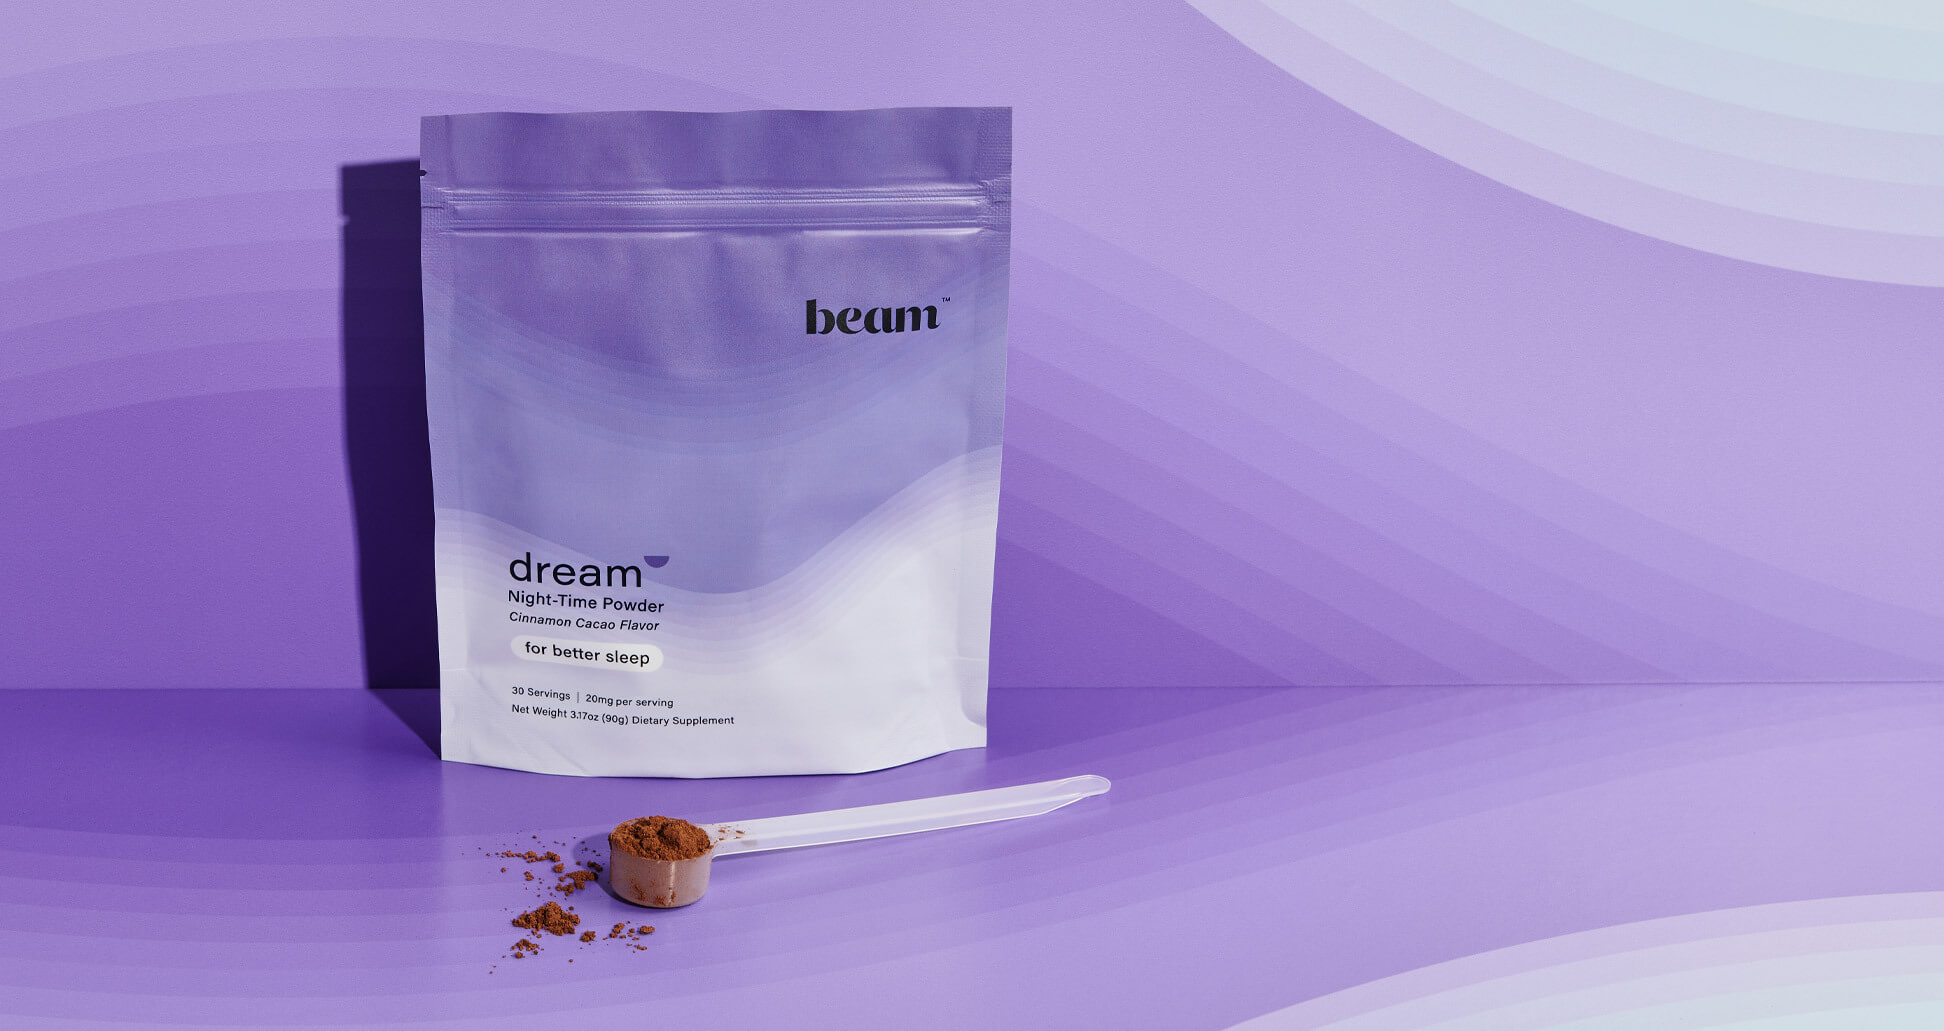 beam™
dream
Night-Time Powder
Cinnamon Cacao Flavor
for better sleep
30 Servings | 20mg per serving
Net Weight 3.17oz (90g) Dietary Supplement